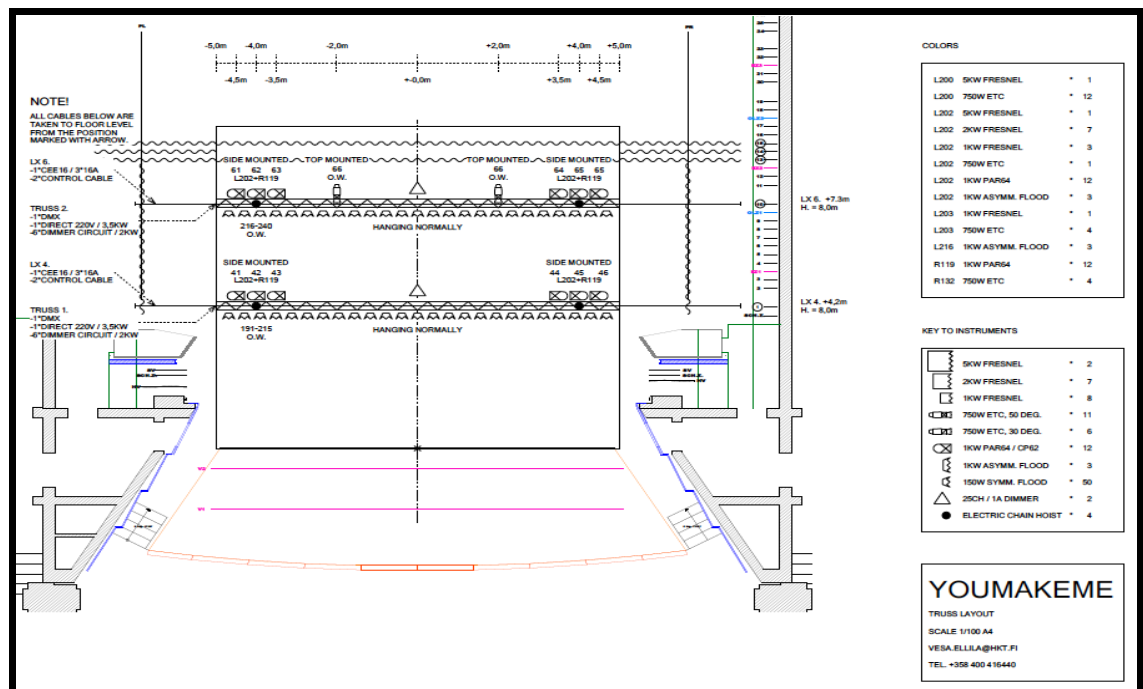 -5,0m -4,0m -2,0m +2,0m +4,0m +5,0m
-4,5m -3,5m +-0,0m +3,5m +4,5m
NOTE!
ALL CABLES BELOW ARE
TAKEN TO FLOOR LEVEL
FROM THE POSITION
MARKED WITH ARROW.
LX 6.
-1*CEE16 / 3*16A
-2*CONTROL CABLE
TRUSS 2.
-1*DMX
-1*DIRECT 220V / 3,5KW
-6*DIMMER CIRCUIT / 2KW
LX 4.
-1*CEE16 / 3*16A
-2*CONTROL CABLE
TRUSS 1.
-1*DMX
-1*DIRECT 220V / 3,5KW
-6*DIMMER CIRCUIT / 2KW
SIDE MOUNTED TOP MOUNTED TOP MOUNTED SIDE MOUNTED
61 62 63 66 66 64 65 65
L202+R119 O.W. O.W. L202+R119
216-240 HANGING NORMALLY
O.W.
SIDE MOUNTED SIDE MOUNTED
41 42 43 44 45 46
L202+R119 L202+R119
191-215 HANGING NORMALLY
O.W.
LX 6. +7.3m
H. = 8,0m
LX 4. +4,2m
H. = 8,0m
COLORS
L200 5KW FRESNEL * 1
L200 750W ETC * 12
L202 5KW FRESNEL * 1
L202 2KW FRESNEL * 7
L202 1KW FRESNEL * 3
L202 750W ETC * 1
L202 1KW PAR64 * 12
L202 1KW ASYMM. FLOOD * 3
L203 1KW FRESNEL * 1
L203 750W ETC * 4
L216 1KW ASYMM. FLOOD * 3
R119 1KW PAR64 * 12
R132 750W ETC * 4
KEY TO INSTRUMENTS
5KW FRESNEL * 2
2KW FRESNEL * 7
1KW FRESNEL * 8
750W ETC, 50 DEG. * 11
750W ETC, 30 DEG. * 6
1KW PAR64 / CP62 * 12
1KW ASYMM. FLOOD * 3
150W SYMM. FLOOD * 50
25CH / 1A DIMMER * 2
ELECTRIC CHAIN HOIST * 4
YOUMAKEME
TRUSS LAYOUT
SCALE 1/100 A4
VESA.ELLILA@HKT.FI
TEL. +358 400 416440